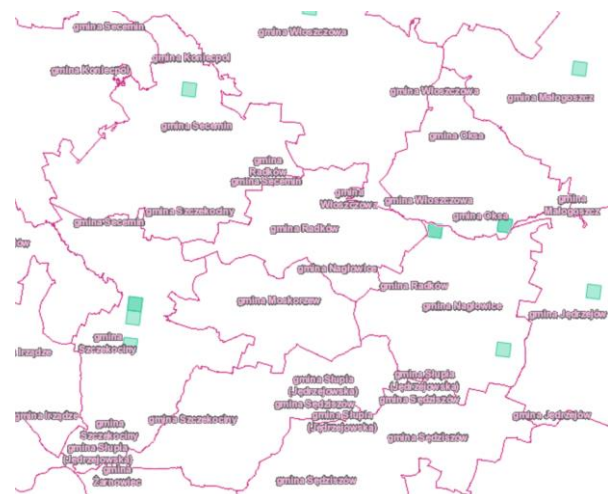 gmina Secemin
gmina Włoszczowa
gmina Koniecpol
gmina Koniecpol
gmina Włoszczowa
gmina Małogoszcz
gmina Secemin
gmina Oksa
gmina
Radków
gmina Secemin
gmina
Włoszczowa
gmina Włoszczowa
gmina
Małogoszcz
gmina Szczekociny
gmina Oksa
gmina Secemin
gmina Radków
gmina Nagłowice
gmina Radków
gmina Moskorzew
gmina Nagłowice
gmina Jędrzejów
gmina
Szczekociny
gmina Słupia
(Jędrzejowska)
gmina Słupia
(Jędrzejowska)
gmina Sędziszów
gmina Sędziszów
gmina Irządze
gmina Szczekociny
gmina Słupia
(Jędrzejowska)
gmina Jędrzejów
gmina
Szczekociny
gmina Sędziszów
gmina Słupia
(Jędrzejowska)
gmina
Żarnowiec
gmina Sędziszów